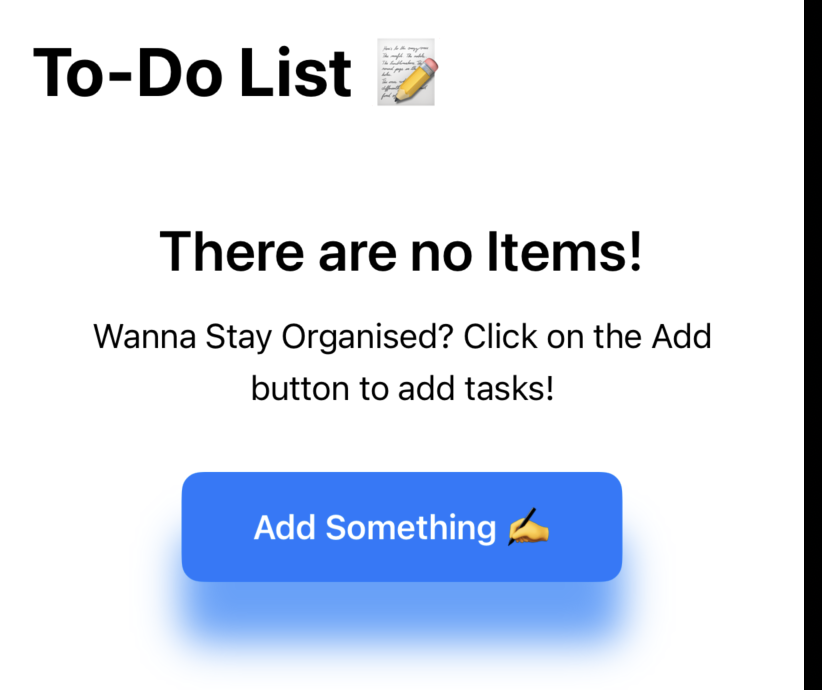 To-Do List 📝
There are no Items!
Wanna Stay Organised? Click on the Add
button to add tasks!
Add Something ✍️